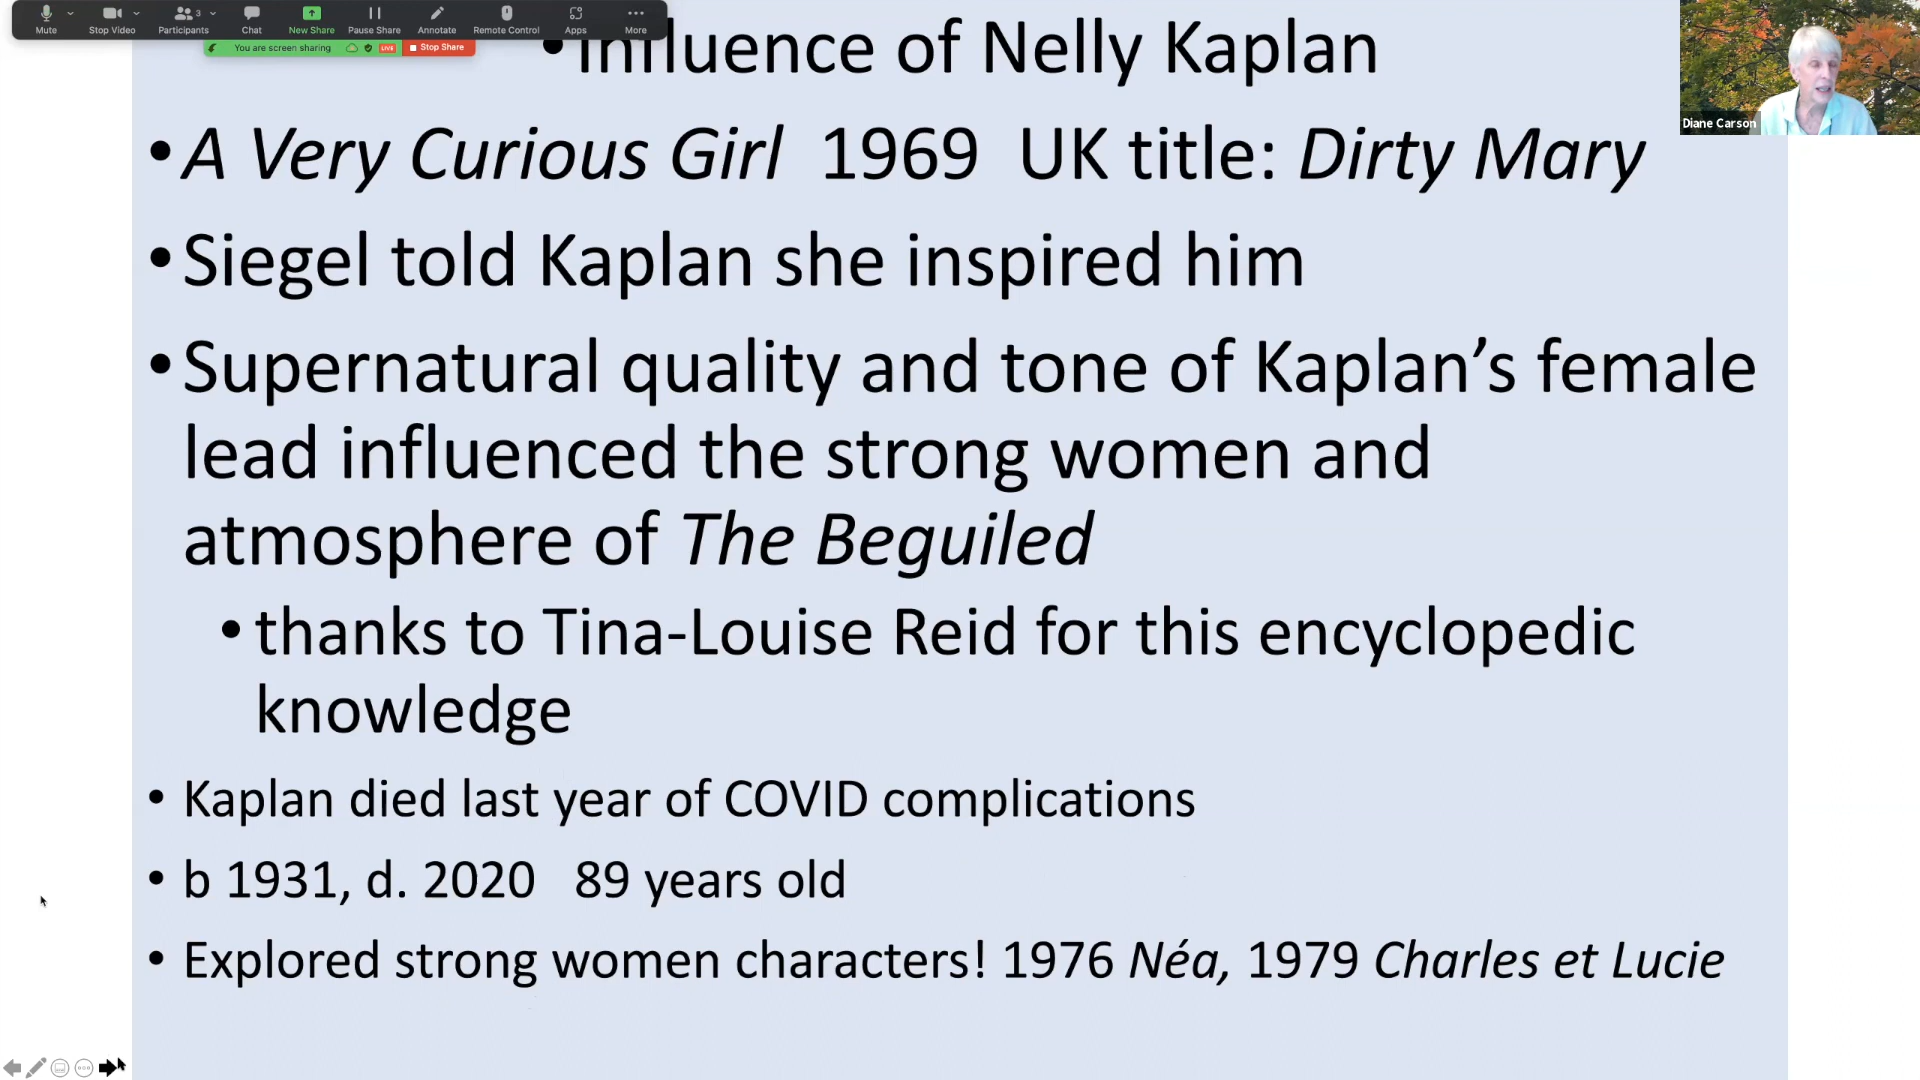 Mute
Stop Video
Participants
3
Chat
New Share
Pause Share
Annotate
Remote Control
Apps
More
You are screen sharing
LIVE
Stop Share
Diane Carson
• Influence of Nelly Kaplan
• A Very Curious Girl 1969 UK title: Dirty Mary
• Siegel told Kaplan she inspired him
• Supernatural quality and tone of Kaplan’s female
lead influenced the strong women and
atmosphere of The Beguiled
• thanks to Tina-Louise Reid for this encyclopedic
knowledge
• Kaplan died last year of COVID complications
• b 1931, d. 2020 89 years old
• Explored strong women characters! 1976 Néa, 1979 Charles et Lucie